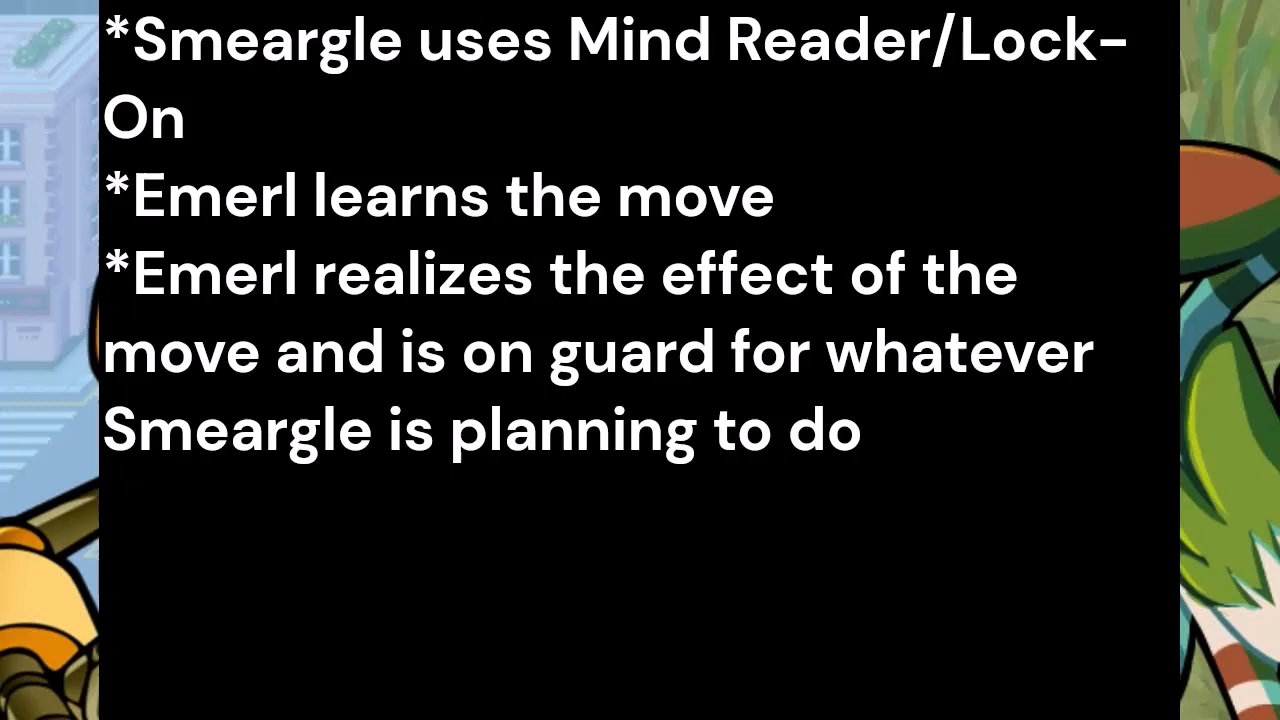 *Smeargle uses Mind Reader/Lock-
On
*Emerl learns the move
*Emerl realizes the effect of the
move and is on guard for whatever
Smeargle is planning to do